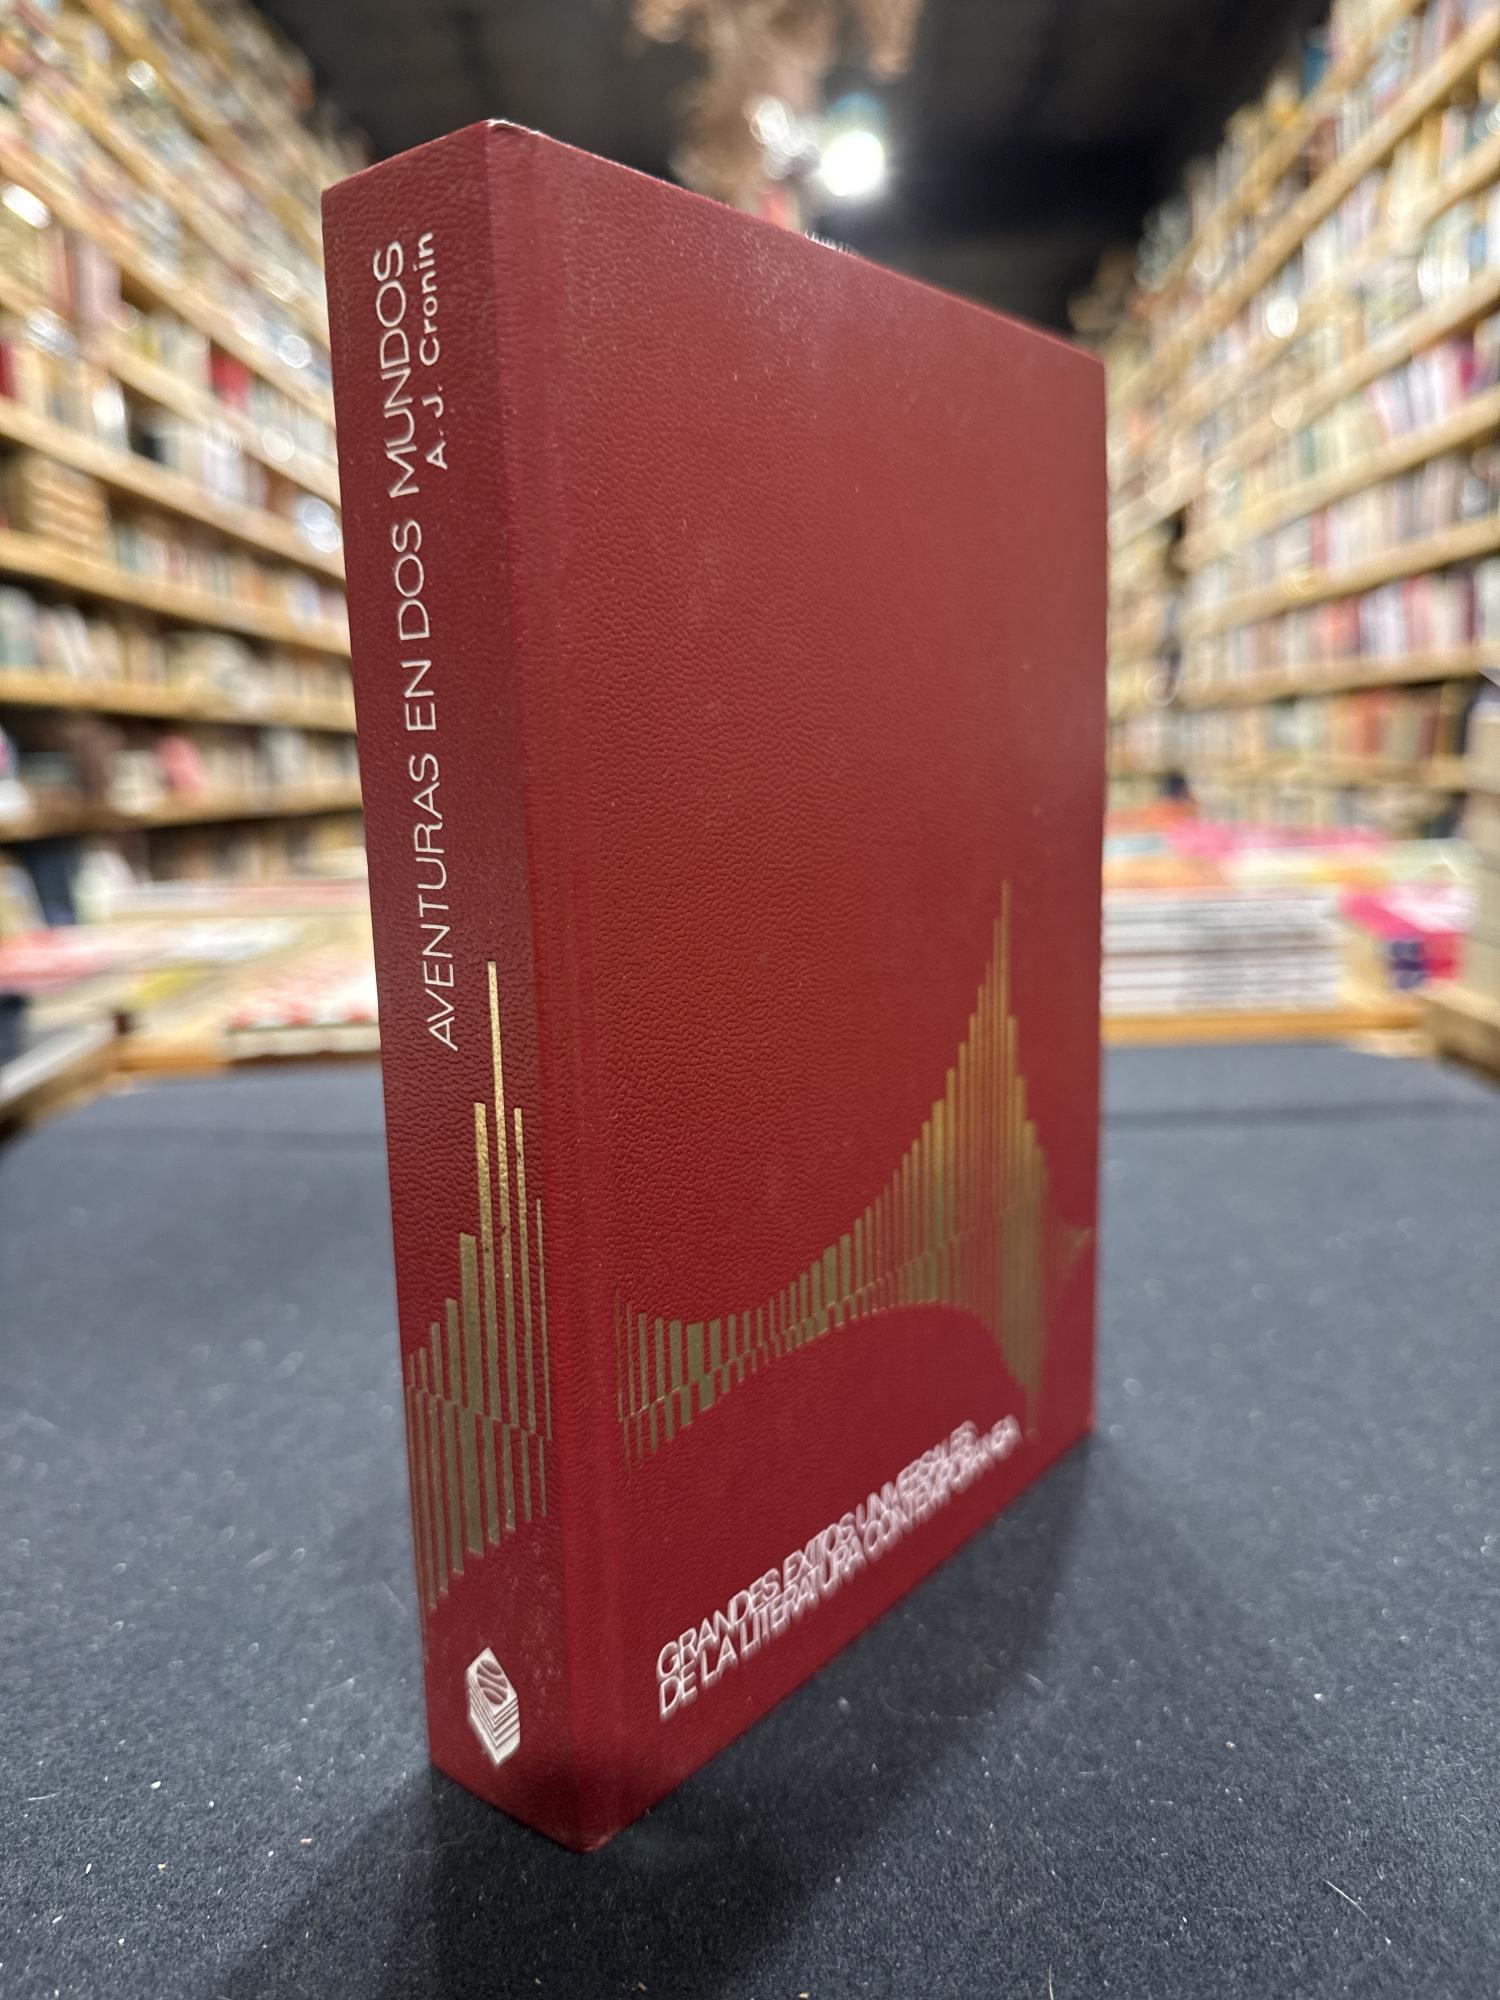 AVENTURAS EN DOS MUNDOS
A. J. Cronin
GRANDES EXITOS UNIVERSALES
DE LA LITERATURA CONTEMPORANEA